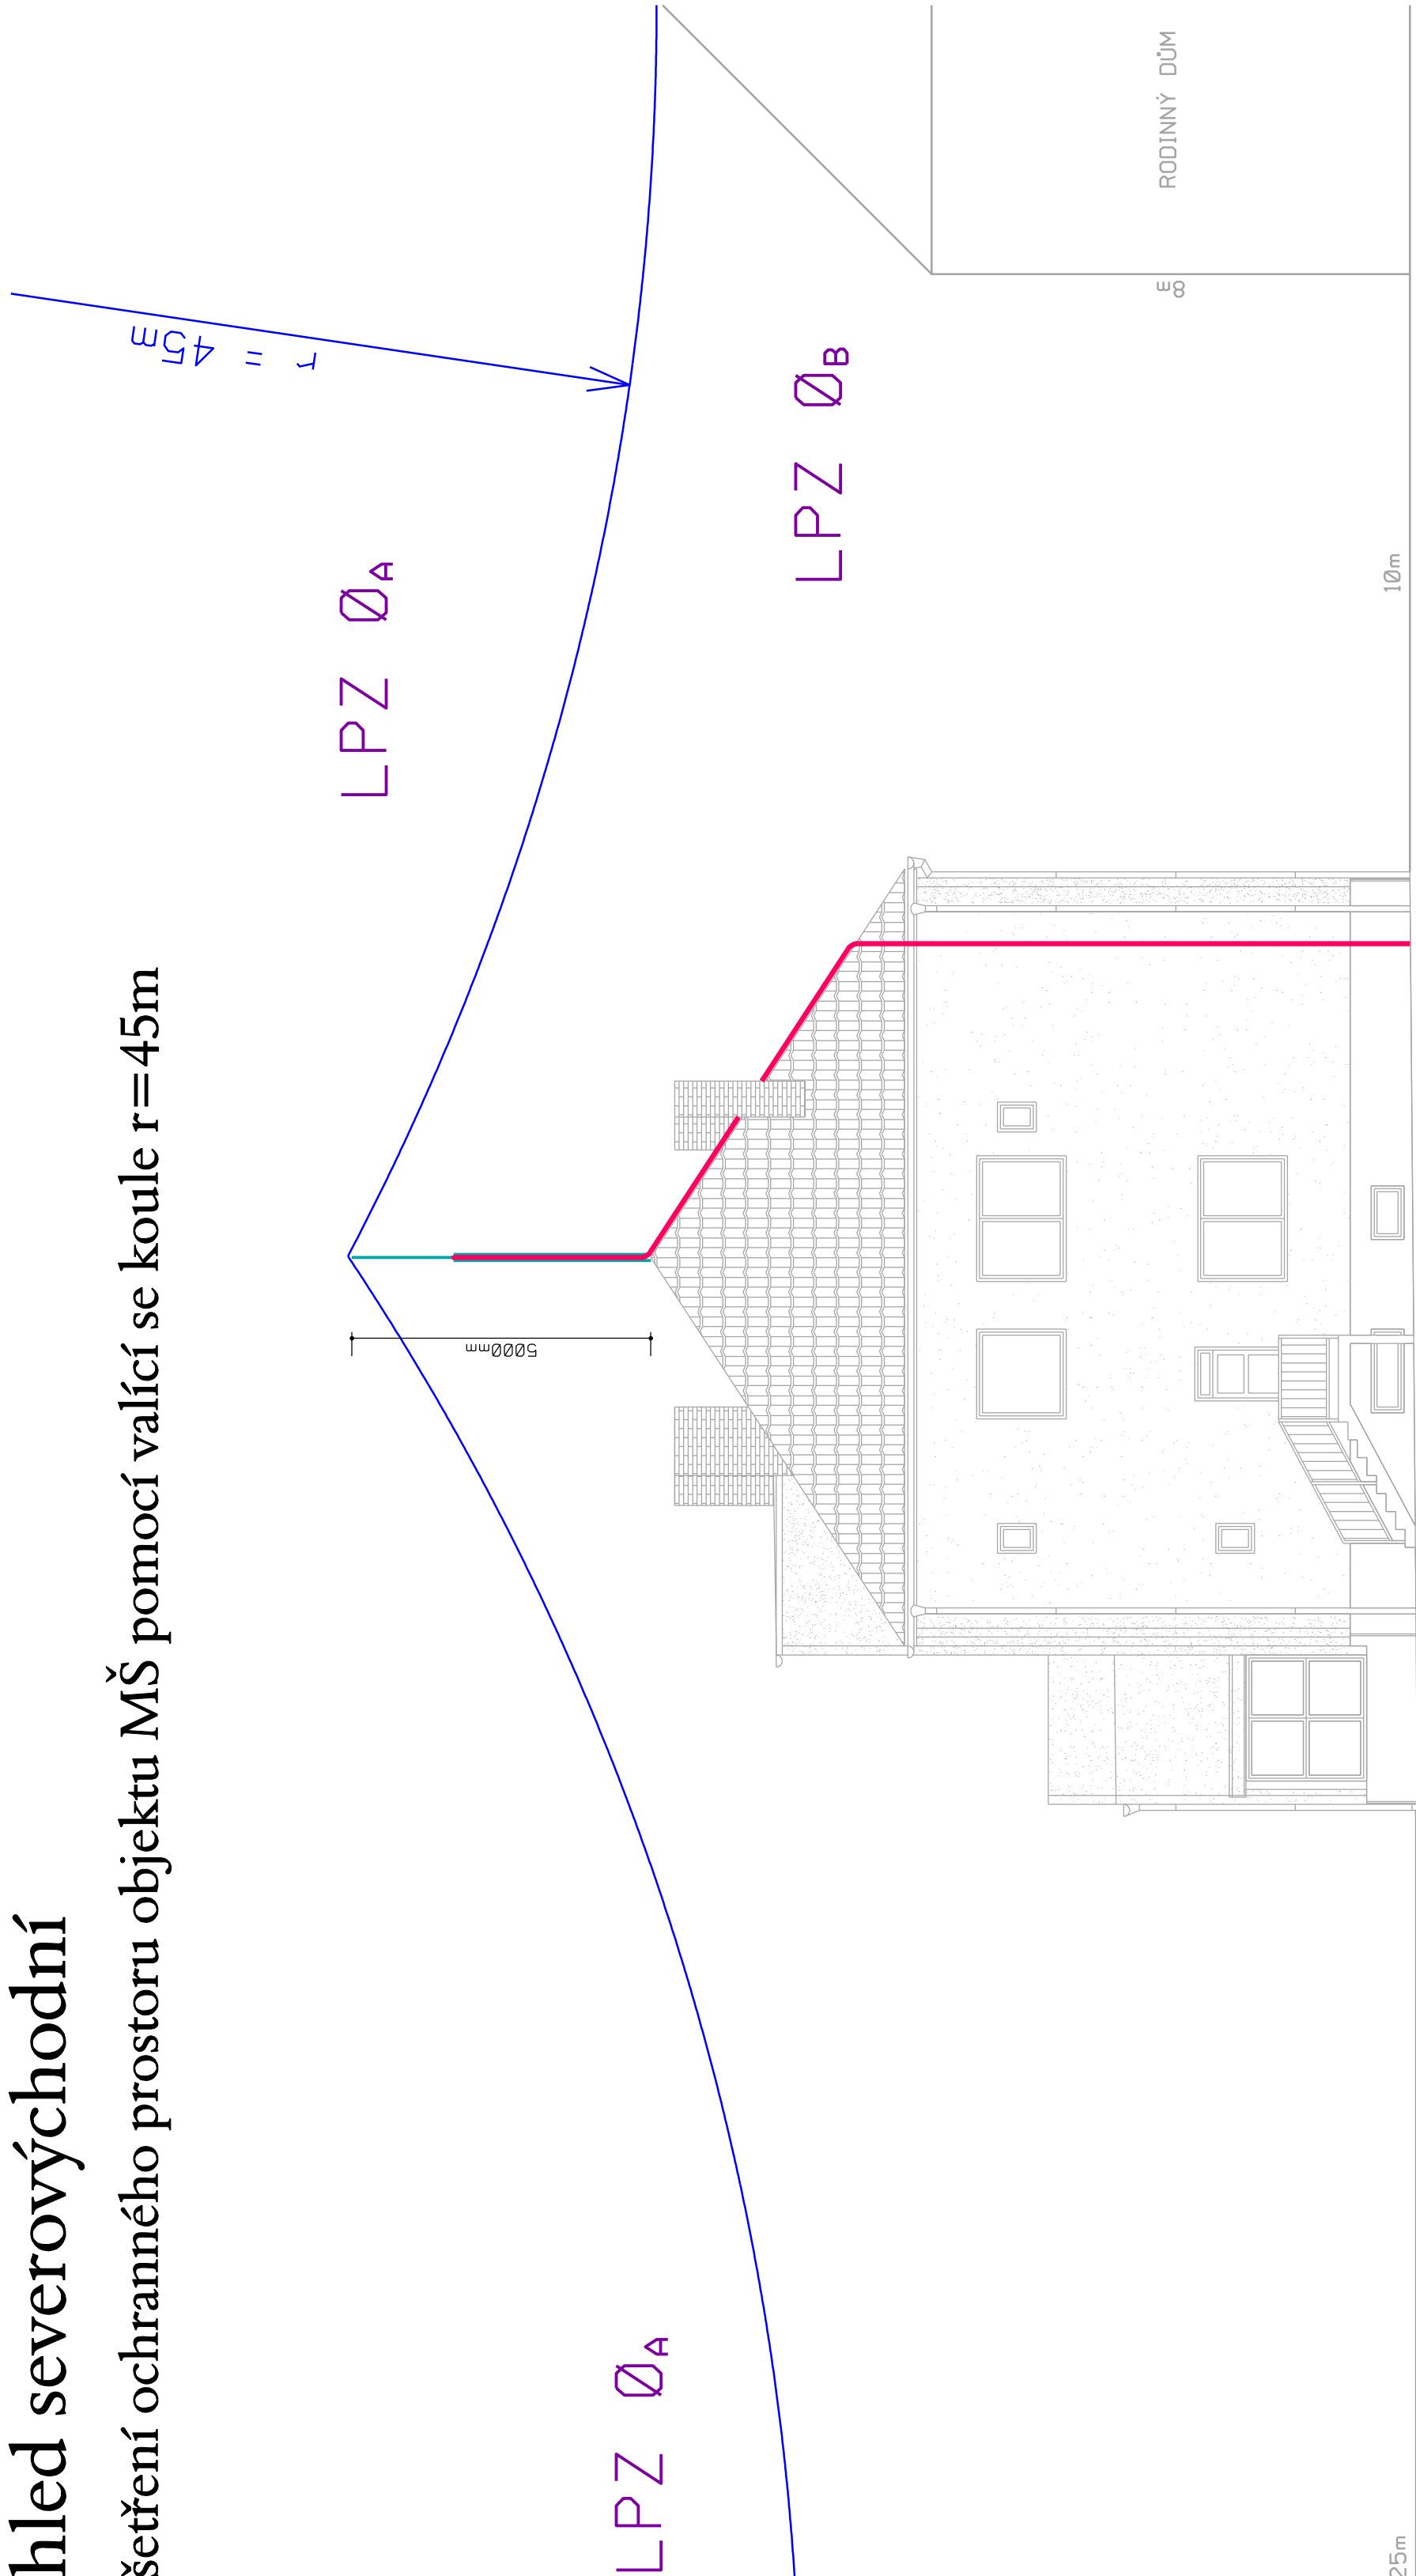 hled severovýchodní
šetření ochranného prostoru objektu MŠ pomocí valící se koule r=45m
r = 45m
LPZ 0A
LPZ 0A
LPZ 0B
5000mm
RODINNÝ DŮM
8m
10m
25m